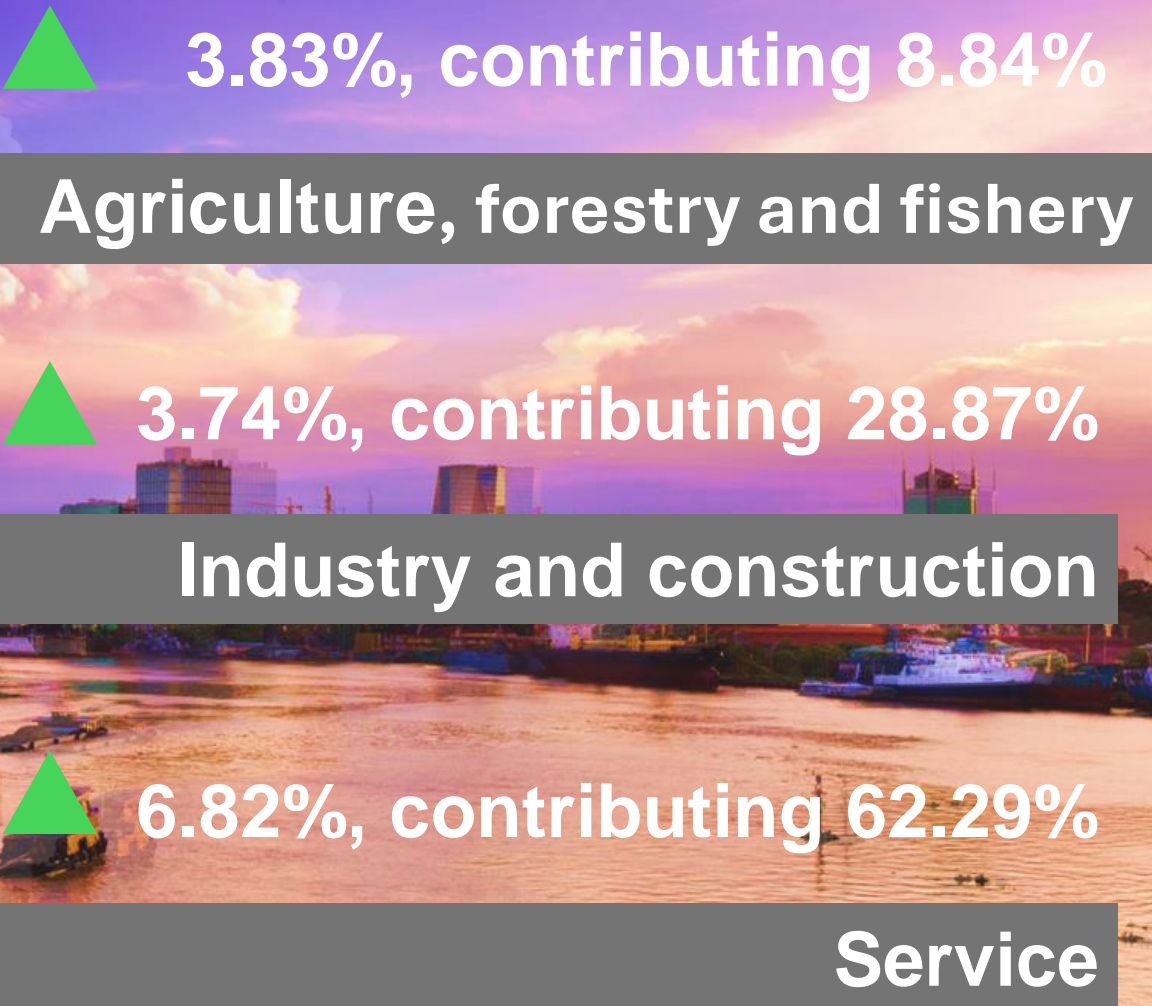 3.83%, contributing 8.84%
Agriculture, forestry and fishery
3.74%, contributing 28.87%
Industry and construction
6.82%, contributing 62.29%
Service